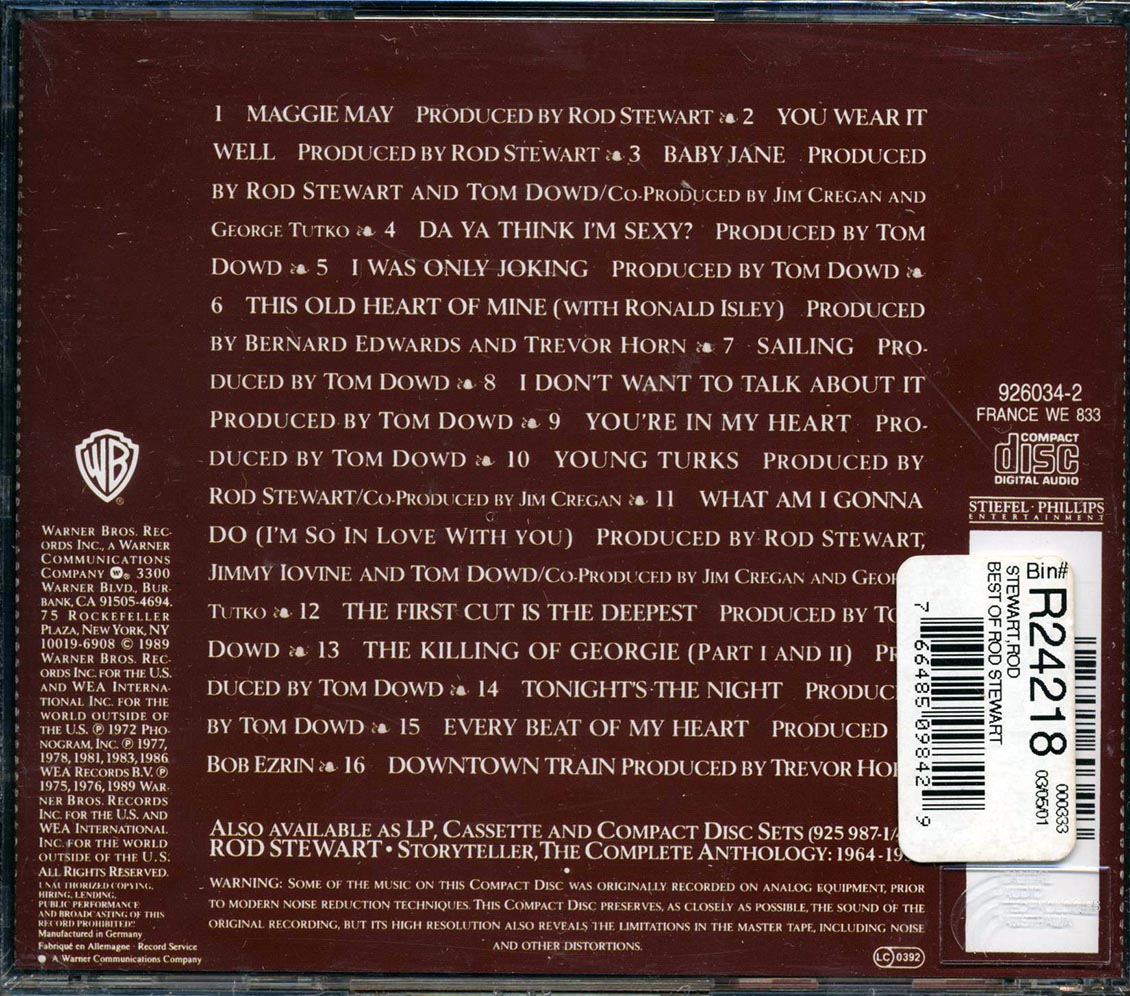 1 MAGGIE MAY PRODUCED BY ROD STEWART ❧ 2 YOU WEAR IT
WELL PRODUCED BY ROD STEWART ❧ 3 BABY JANE PRODUCED
BY ROD STEWART AND TOM DOWD/CO-PRODUCED BY JIM CREGAN AND
GEORGE TUTKO ❧ 4 DA YA THINK I'M SEXY? PRODUCED BY TOM
DOWD ❧ 5 I WAS ONLY JOKING PRODUCED BY TOM DOWD ❧
6 THIS OLD HEART OF MINE (WITH RONALD ISLEY) PRODUCED
BY BERNARD EDWARDS AND TREVOR HORN ❧ 7 SAILING PRO-
DUCED BY TOM DOWD ❧ 8 I DON'T WANT TO TALK ABOUT IT
PRODUCED BY TOM DOWD ❧ 9 YOU'RE IN MY HEART PRO-
DUCED BY TOM DOWD ❧ 10 YOUNG TURKS PRODUCED BY
ROD STEWART/CO-PRODUCED BY JIM CREGAN ❧ 11 WHAT AM I GONNA
DO (I'M SO IN LOVE WITH YOU) PRODUCED BY ROD STEWART,
JIMMY IOVINE AND TOM DOWD/CO-PRODUCED BY JIM CREGAN AND GEOR
TUTKO ❧ 12 THE FIRST CUT IS THE DEEPEST PRODUCED BY TO
DOWD ❧ 13 THE KILLING OF GEORGIE (PART I AND II) PR
DUCED BY TOM DOWD ❧ 14 TONIGHT'S THE NIGHT PRODUC
BY TOM DOWD ❧ 15 EVERY BEAT OF MY HEART PRODUCED
BOB EZRIN ❧ 16 DOWNTOWN TRAIN PRODUCED BY TREVOR HO
ALSO AVAILABLE AS LP, CASSETTE AND COMPACT DISC SETS (925 987-1/
ROD STEWART • STORYTELLER, THE COMPLETE ANTHOLOGY: 1964-19
WARNING: SOME OF THE MUSIC ON THIS COMPACT DISC WAS ORIGINALLY RECORDED ON ANALOG EQUIPMENT, PRIOR
TO MODERN NOISE REDUCTION TECHNIQUES. THIS COMPACT DISC PRESERVES, AS CLOSELY AS POSSIBLE, THE SOUND OF THE
ORIGINAL RECORDING, BUT ITS HIGH RESOLUTION ALSO REVEALS THE LIMITATIONS IN THE MASTER TAPE, INCLUDING NOISE
AND OTHER DISTORTIONS.
LC 0392
WB
®
WARNER BROS. REC-
ORDS INC., A WARNER
COMMUNICATIONS
COMPANY W ® 3300
WARNER BLVD., BUR-
BANK, CA 91505-4694.
75 ROCKEFELLER
PLAZA, NEW YORK, NY
10019-6908 © 1989
WARNER BROS. REC-
ORDS INC. FOR THE U.S.
AND WEA INTERNA-
TIONAL INC. FOR THE
WORLD OUTSIDE OF
THE U.S. ℗ 1972 PHO-
NOGRAM, INC. ℗ 1977,
1978, 1981, 1983, 1986
WEA RECORDS B.V. ℗
1975, 1976, 1989 WAR-
NER BROS. RECORDS
INC. FOR THE U.S. AND
WEA INTERNATIONAL
INC. FOR THE WORLD
OUTSIDE OF THE U.S.
ALL RIGHTS RESERVED.
UNAUTHORIZED COPYING,
HIRING, LENDING,
PUBLIC PERFORMANCE
AND BROADCASTING OF THIS
RECORD PROHIBITED.
Manufactured in Germany
Fabriqué en Allemagne · Record Service
A Warner Communications Company
926034-2
FRANCE WE 833
COMPACT
disc
DIGITAL AUDIO
STIEFEL·PHILLIPS
ENTERTAINMENT
Bin#
R24218
000333
03/05/01
STEWART, ROD
BEST OF ROD STEWART
7 66485 09842 9